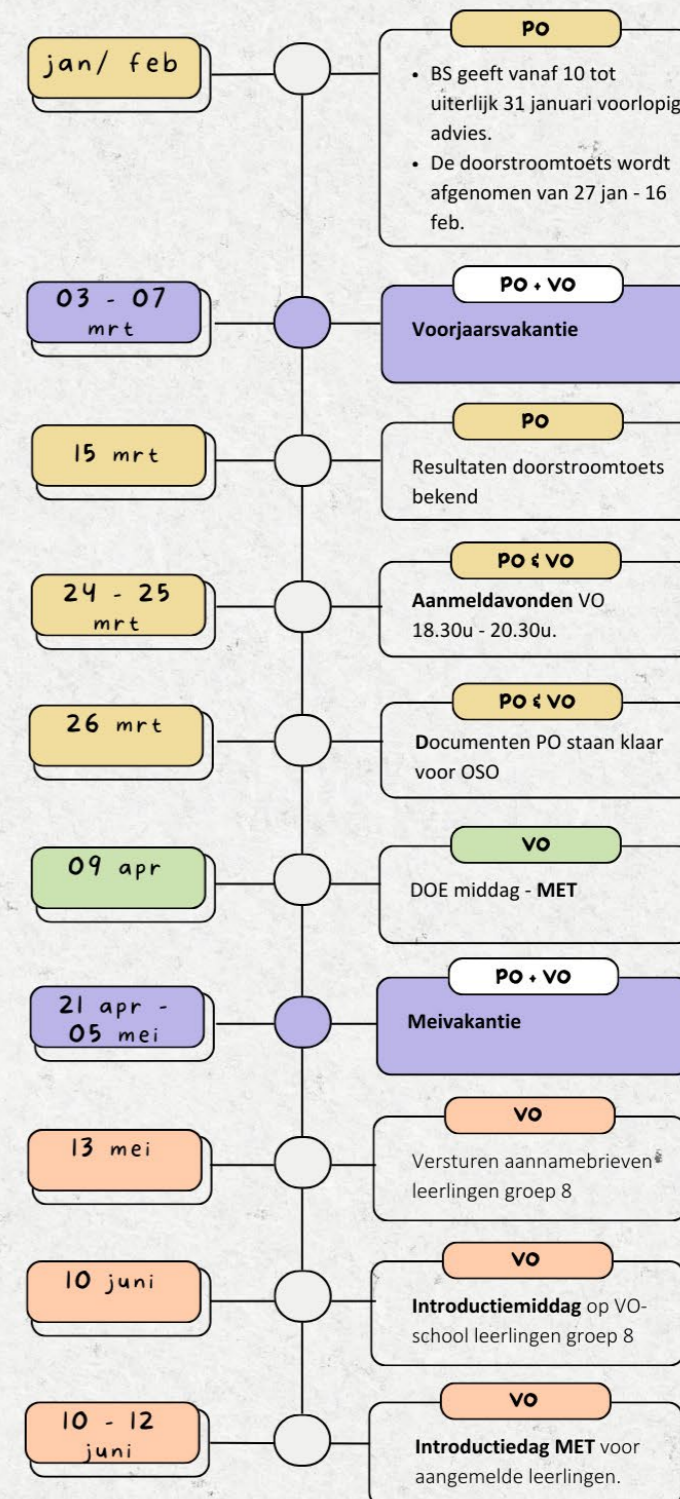 jan/ feb
PO
• BS geeft vanaf 10 tot
uiterlijk 31 januari voorlopig
advies.
• De doorstroomtoets wordt
afgenomen van 27 jan - 16
feb.
03 - 07
mrt
PO + VO
Voorjaarsvakantie
15 mrt
PO
Resultaten doorstroomtoets
bekend
24 - 25
mrt
PO & VO
Aanmeldavonden VO
18.30u - 20.30u.
26 mrt
PO & VO
Documenten PO staan klaar
voor OSO
09 apr
VO
DOE middag - MET
21 apr -
05 mei
PO + VO
Meivakantie
13 mei
VO
Versturen aannamebrieven
leerlingen groep 8
10 juni
VO
Introductiemiddag op VO-
school leerlingen groep 8
10 - 12
juni
VO
Introductiedag MET voor
aangemelde leerlingen.